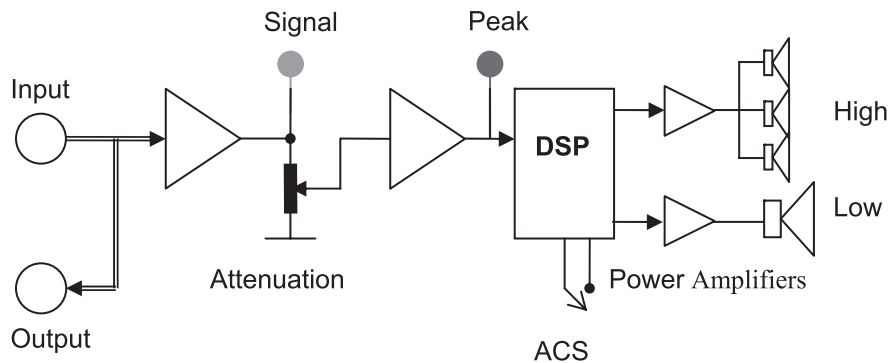 Signal
Peak
Input
High
DSP
Low
Attenuation
Power Amplifiers
Output
ACS